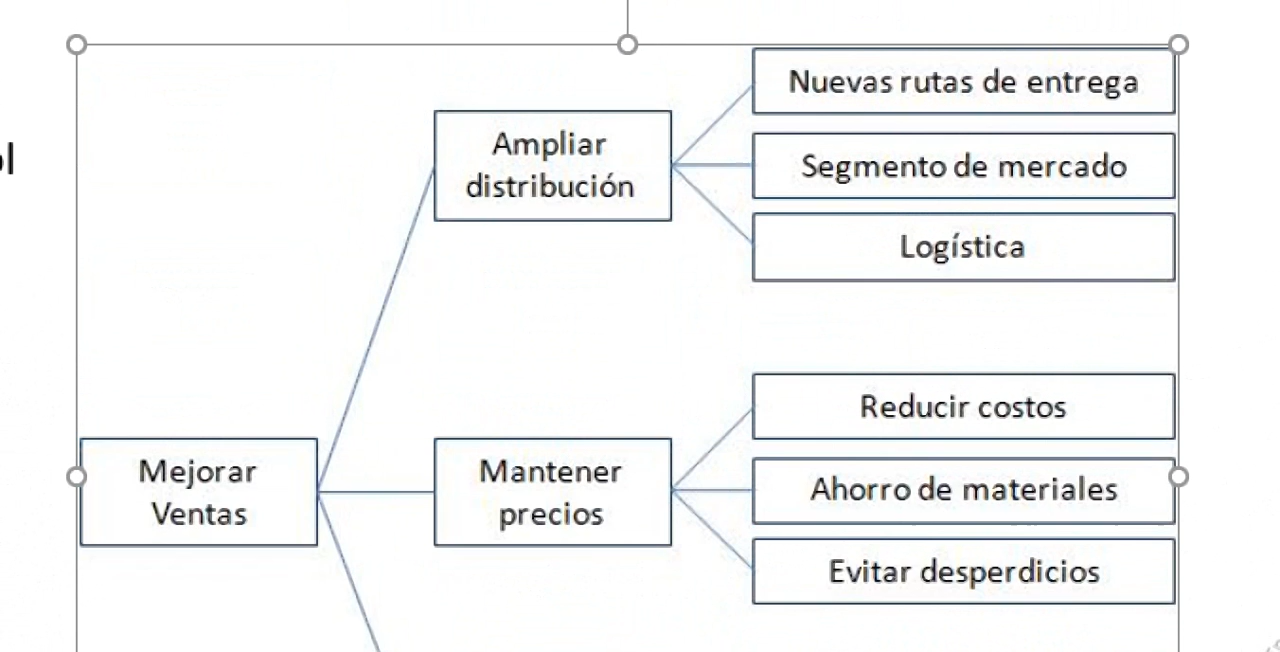 Nuevas rutas de entrega
Ampliar
distribución
Segmento de mercado
Logística
Reducir costos
Mejorar
Ventas
Mantener
precios
Ahorro de materiales
Evitar desperdicios